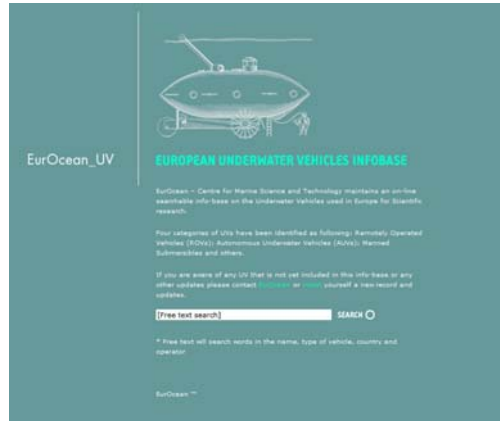 EurOcean_UV
EUROPEAN UNDERWATER VEHICLES INFOBASE
EurOcean – Centre for Marine Science and Technology maintains an on-line
searchable info-base on the Underwater Vehicles used in Europe for Scientific
research.
Four categories of UVs have been identified as following: Remotely Operated
Vehicles (ROVs); Autonomous Underwater Vehicles (AUVs); Manned
Submersibles and others.
If you are aware of any UV that is not yet included in this info-base or any
other updates please contact EurOcean or yourself a new record and
updates.
[Free text search] SEARCH
* Free text will search words in the name, type of vehicle, country and
operator
EurOcean ™